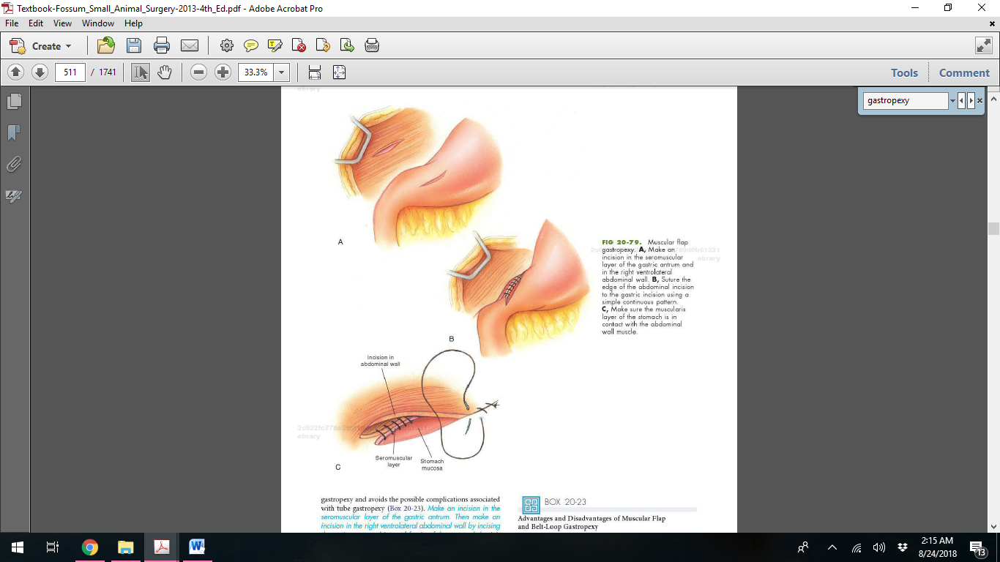 Textbook-Fossum_Small_Animal_Surgery-2013-4th_Ed.pdf - Adobe Acrobat Pro
File Edit View Window Help
Create
511 / 1741
33.3%
Tools Comment
gastropexy
ebrary
A
FIG 20-79. Muscular flap
gastropexy. A, Make an
incision in the seromuscular
layer of the gastric antrum and
in the right ventrolateral
abdominal wall. B, Suture the
edge of the abdominal incision
to the gastric incision using a
simple continuous pattern.
C, Make sure the muscularis
layer of the stomach is in
contact with the abdominal
wall muscle.
ebrary
B
Incision in
abdominal wall
ebrary
Seromuscular
layer
Stomach
mucosa
C
gastropexy and avoids the possible complications associated
with tube gastropexy (Box 20-23). Make an incision in the
seromuscular layer of the gastric antrum. Then make an
incision in the right ventrolateral abdominal wall by incising
BOX 20-23
Advantages and Disadvantages of Muscular Flap
and Belt-Loop Gastropexy
2:15 AM
8/24/2018
13